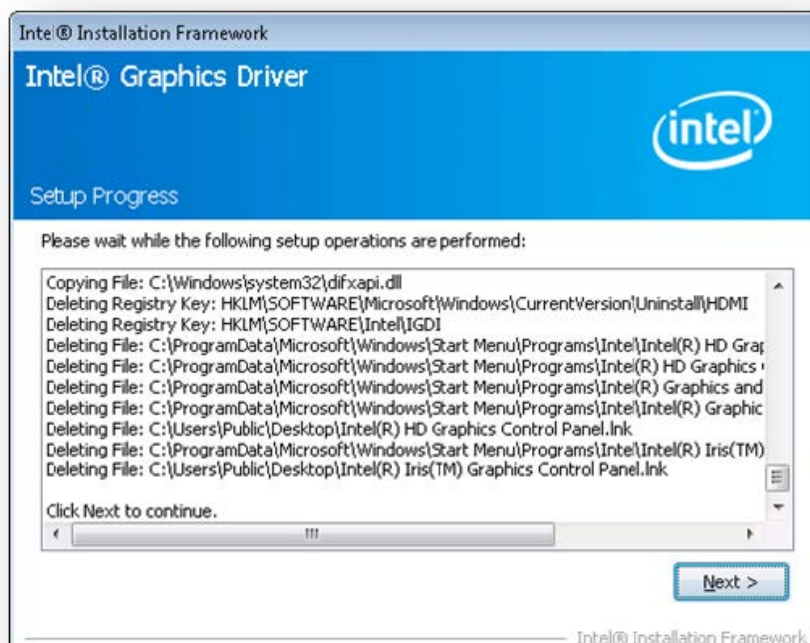 Intel® Installation Framework
Intel® Graphics Driver
intel
Setup Progress
Please wait while the following setup operations are performed:
Copying File: C:\Windows\system32\difxapi.dll
Deleting Registry Key: HKLM\SOFTWARE\Microsoft\Windows\CurrentVersion\Uninstall\HDMI
Deleting Registry Key: HKLM\SOFTWARE\Intel\IGDI
Deleting File: C:\ProgramData\Microsoft\Windows\Start Menu\Programs\Intel\Intel(R) HD Grap
Deleting File: C:\ProgramData\Microsoft\Windows\Start Menu\Programs\Intel(R) HD Graphics
Deleting File: C:\ProgramData\Microsoft\Windows\Start Menu\Programs\Intel(R) Graphics and
Deleting File: C:\ProgramData\Microsoft\Windows\Start Menu\Programs\Intel\Intel(R) Graphic
Deleting File: C:\Users\Public\Desktop\Intel(R) HD Graphics Control Panel.lnk
Deleting File: C:\ProgramData\Microsoft\Windows\Start Menu\Programs\Intel\Intel(R) Iris(TM)
Deleting File: C:\Users\Public\Desktop\Intel(R) Iris(TM) Graphics Control Panel.lnk
Click Next to continue.
Next >
Intel® Installation Framework